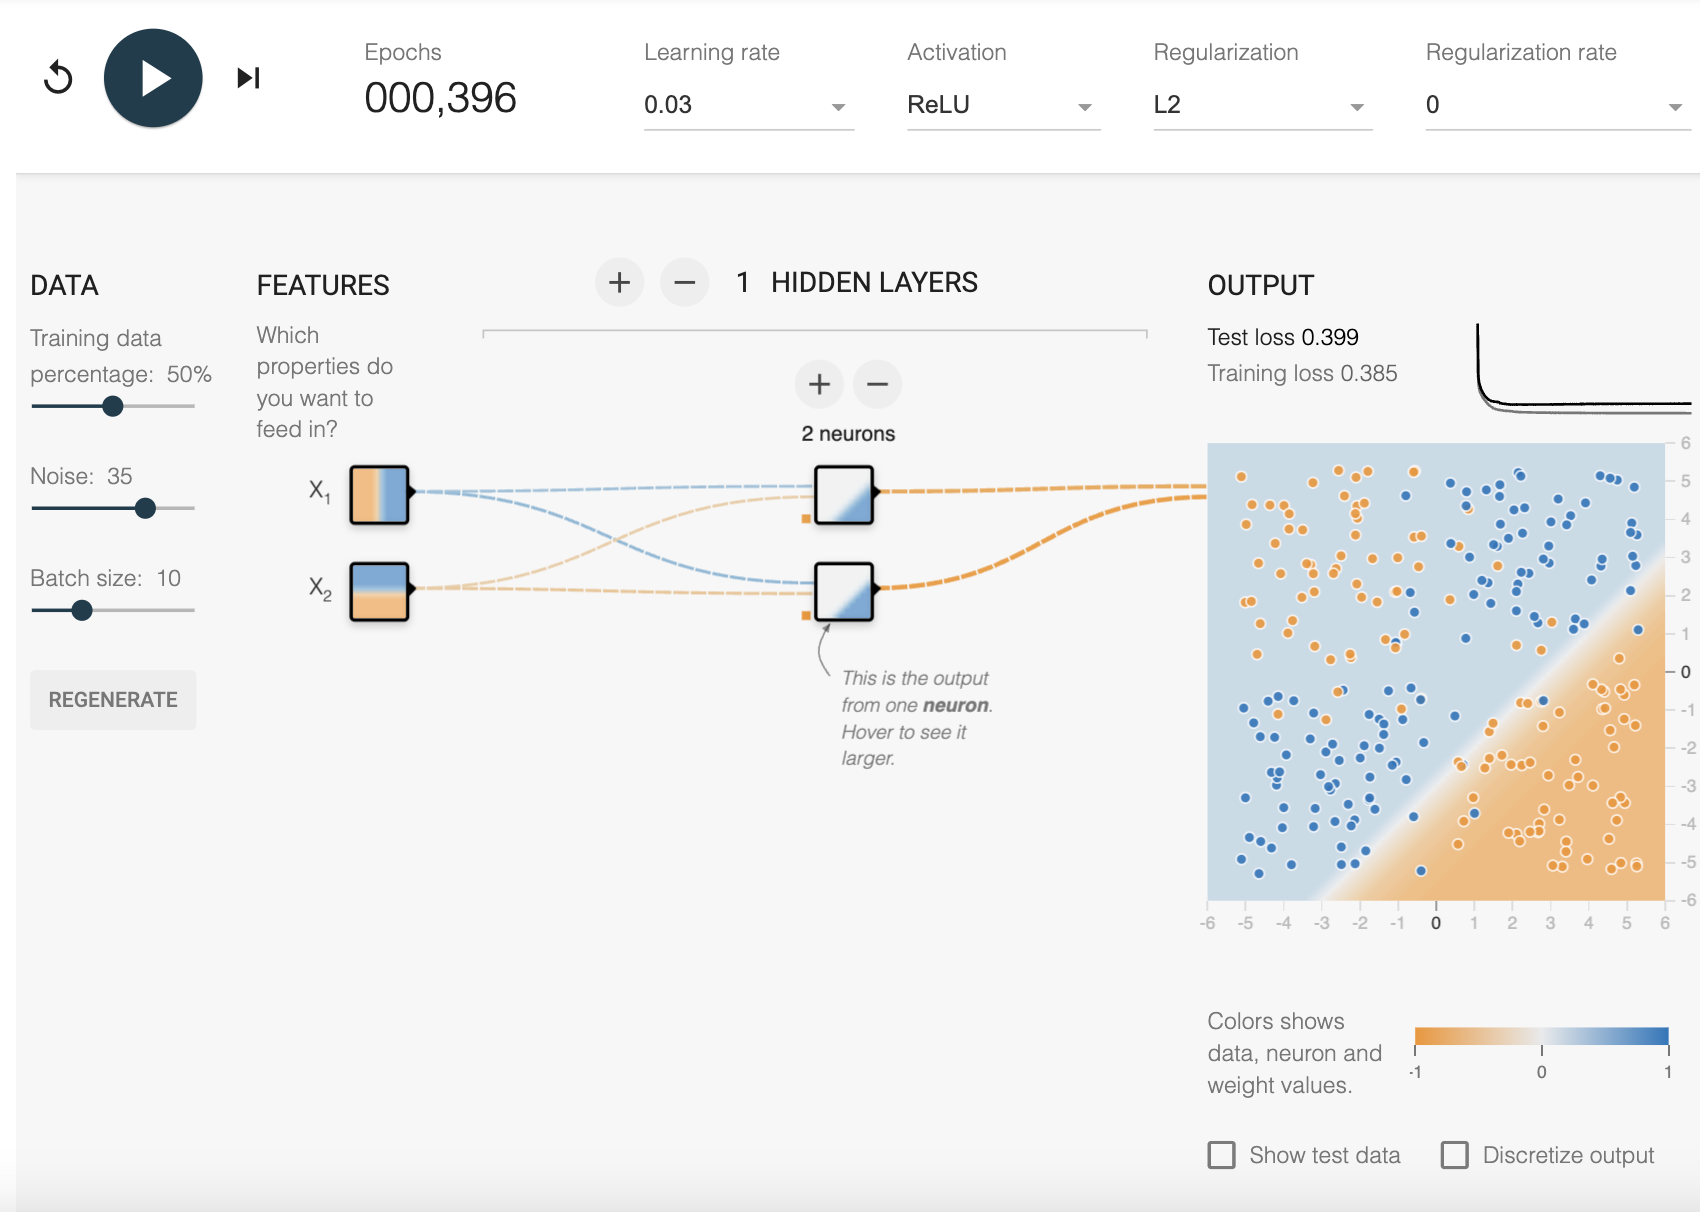 Epochs
000,396
Learning rate
0.03
Activation
ReLU
Regularization
L2
Regularization rate
0
DATA
Training data
percentage: 50%
Noise: 35
Batch size: 10
REGENERATE
FEATURES
Which
properties do
you want to
feed in?
X1
X2
+ − 1 HIDDEN LAYERS
+ −
2 neurons
This is the output
from one neuron.
Hover to see it
larger.
OUTPUT
Test loss 0.399
Training loss 0.385
6
5
4
3
2
1
0
-1
-2
-3
-4
-5
-6
-6 -5 -4 -3 -2 -1 0 1 2 3 4 5 6
Colors shows
data, neuron and
weight values.
-1 0 1
Show test data
Discretize output